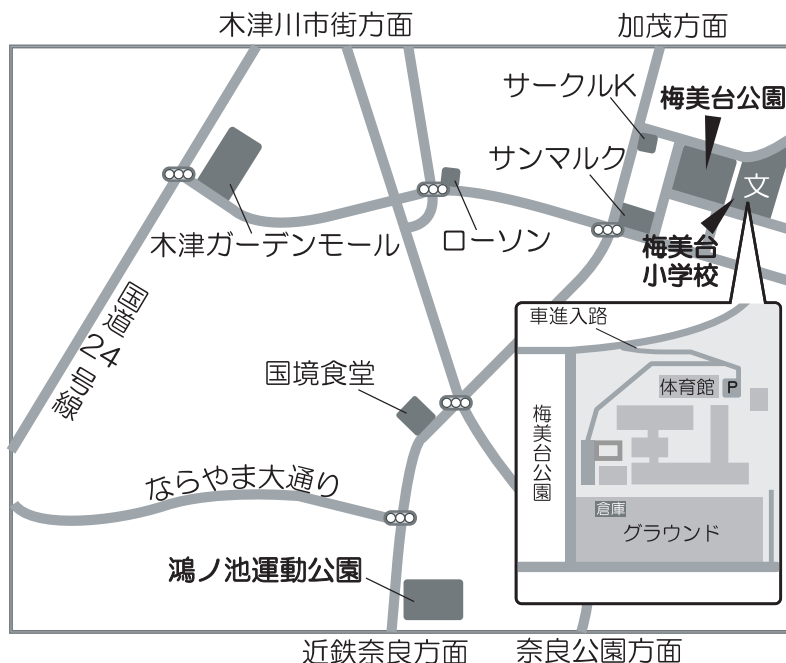 木津川市街方面
加茂方面
サークルK
梅美台公園
サンマルク
文
木津ガーデンモール
ローソン
梅美台
小学校
国道24号線
車進入路
国境食堂
体育館
P
梅美台公園
ならやま大通り
倉庫
グラウンド
鴻ノ池運動公園
近鉄奈良方面
奈良公園方面